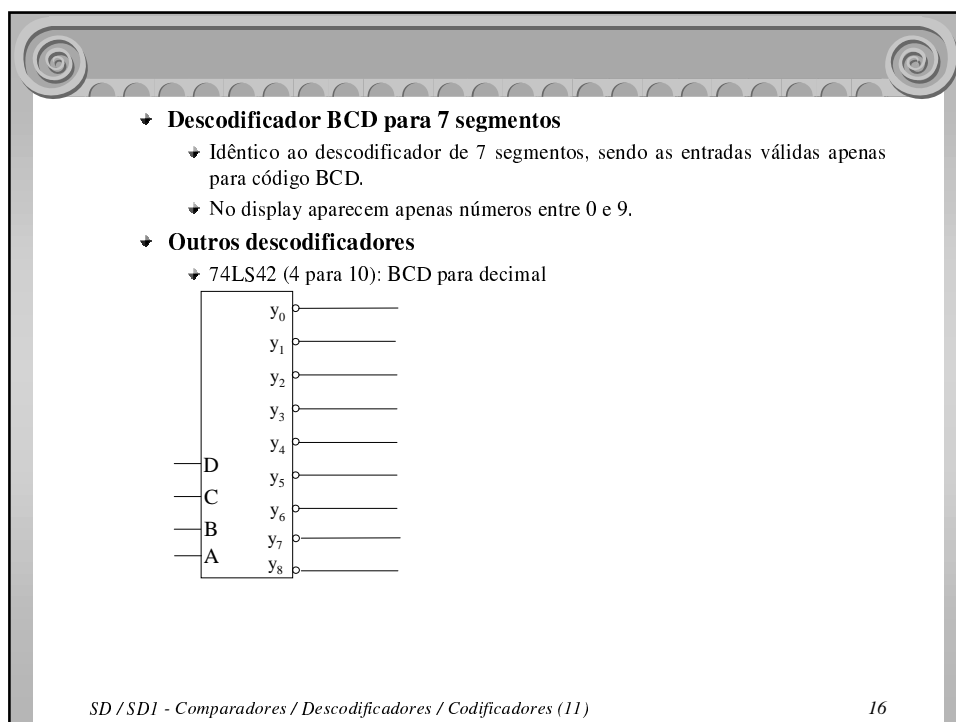 Descodificador BCD para 7 segmentos
Idêntico ao descodificador de 7 segmentos, sendo as entradas válidas apenas
para código BCD.
No display aparecem apenas números entre 0 e 9.
Outros descodificadores
74LS42 (4 para 10): BCD para decimal
y0
y1
y2
y3
y4
D
y5
C
y6
B
y7
A
y8
SD / SD1 - Comparadores / Descodificadores / Codificadores (11)
16